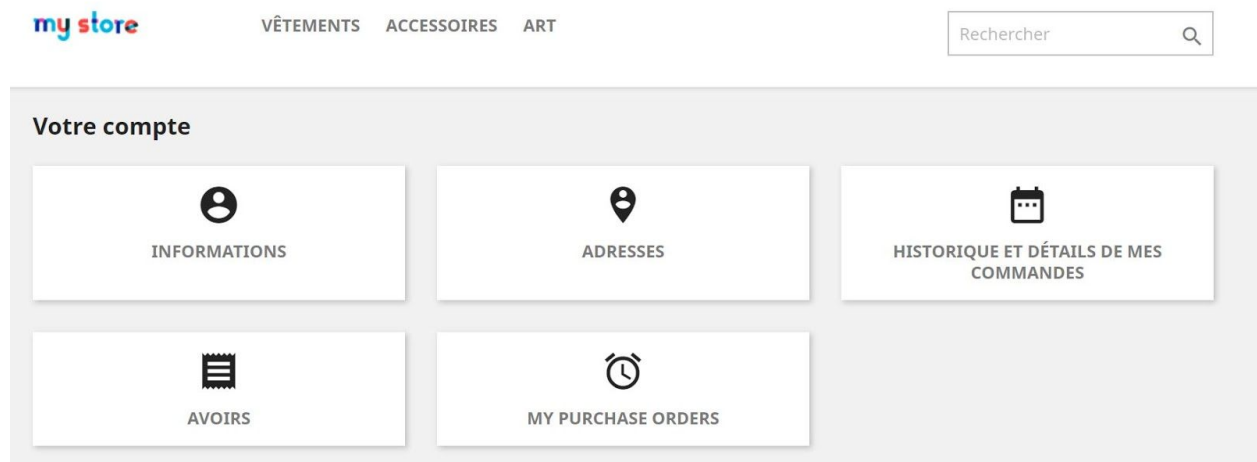 my store
VÊTEMENTS
ACCESSOIRES
ART
Rechercher
Votre compte
INFORMATIONS
ADRESSES
HISTORIQUE ET DÉTAILS DE MES
COMMANDES
AVOIRS
MY PURCHASE ORDERS